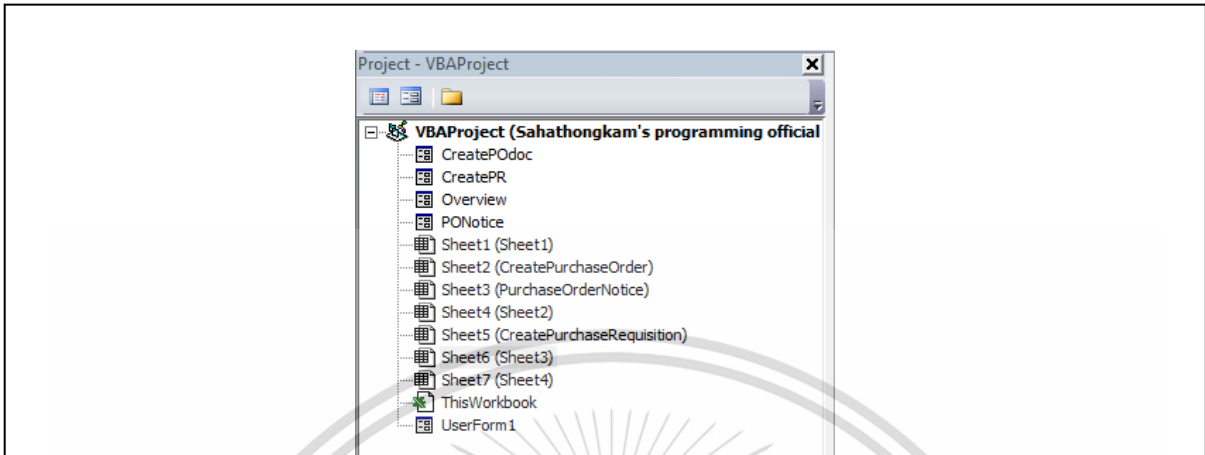 Project - VBAProject
VBAProject (Sahathongkam's programming official
CreatePOdoc
CreatePR
Overview
PONotice
Sheet1 (Sheet1)
Sheet2 (CreatePurchaseOrder)
Sheet3 (PurchaseOrderNotice)
Sheet4 (Sheet2)
Sheet5 (CreatePurchaseRequisition)
Sheet6 (Sheet3)
Sheet7 (Sheet4)
ThisWorkbook
UserForm1